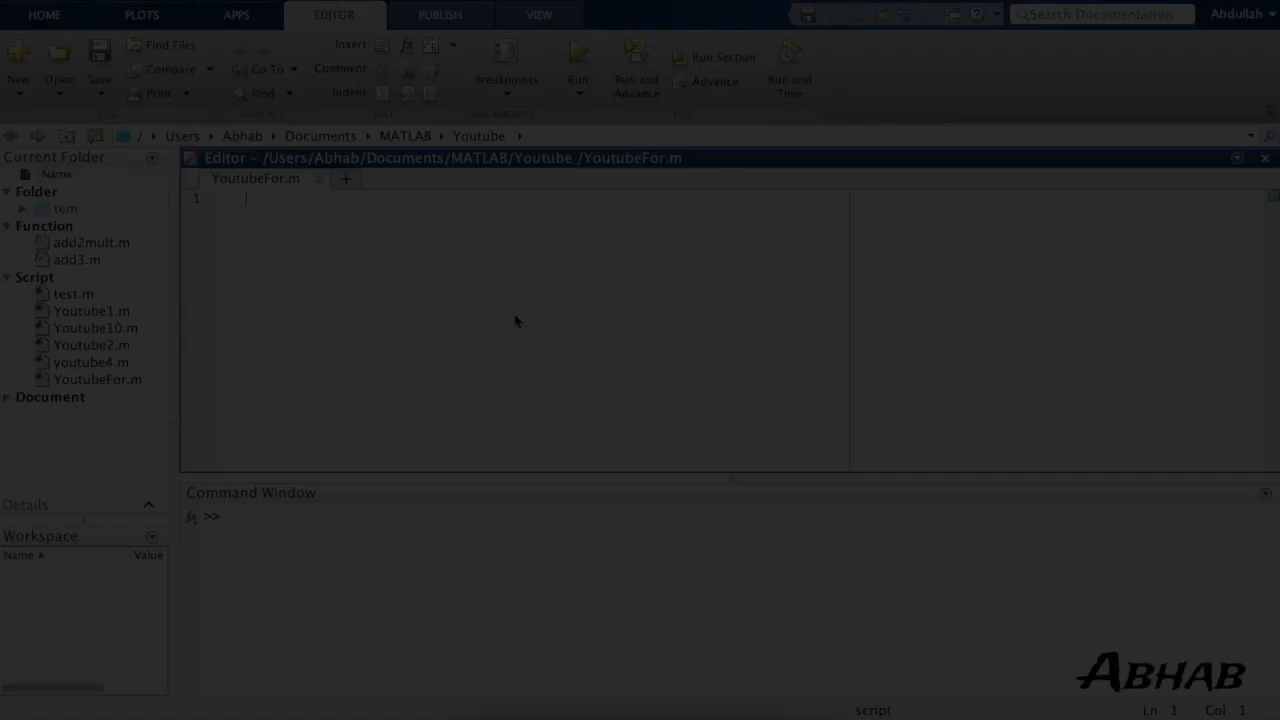 HOME PLOTS APPS EDITOR PUBLISH VIEW Search Documentation Abdullah
Find Files Insert fx
New Open Save Compare Go To Comment Breakpoints Run Run and Advance Run Section Advance Run and Time
Print Find Indent
/ Users Abhab Documents MATLAB Youtube
Current Folder
Name
Folder
tem
Function
add2mult.m
add3.m
Script
test.m
Youtube1.m
Youtube10.m
Youtube2.m
youtube4.m
YoutubeFor.m
Document
Details
Workspace
Name Value
Editor - /Users/Abhab/Documents/MATLAB/Youtube /YoutubeFor.m
YoutubeFor.m +
1
Command Window
fx >>
ABHAB
script Ln 1 Col 1